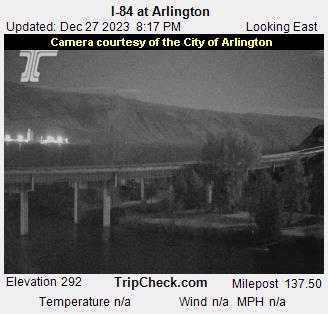 I-84 at Arlington
Updated: Dec 27 2023 8:17 PM Looking East
Camera courtesy of the City of Arlington
Elevation 292 TripCheck.com Milepost 137.50
Temperature n/a Wind n/a MPH n/a